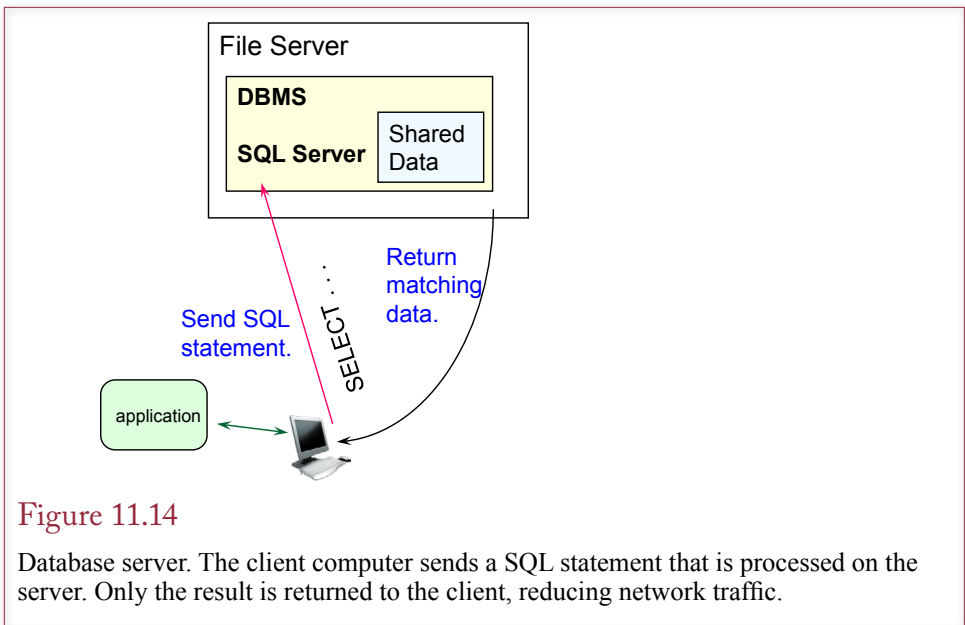 File Server
DBMS
SQL Server
Shared
Data
Return
matching
data.
SELECT . . .
Send SQL
statement.
application
Figure 11.14
Database server. The client computer sends a SQL statement that is processed on the
server. Only the result is returned to the client, reducing network traffic.